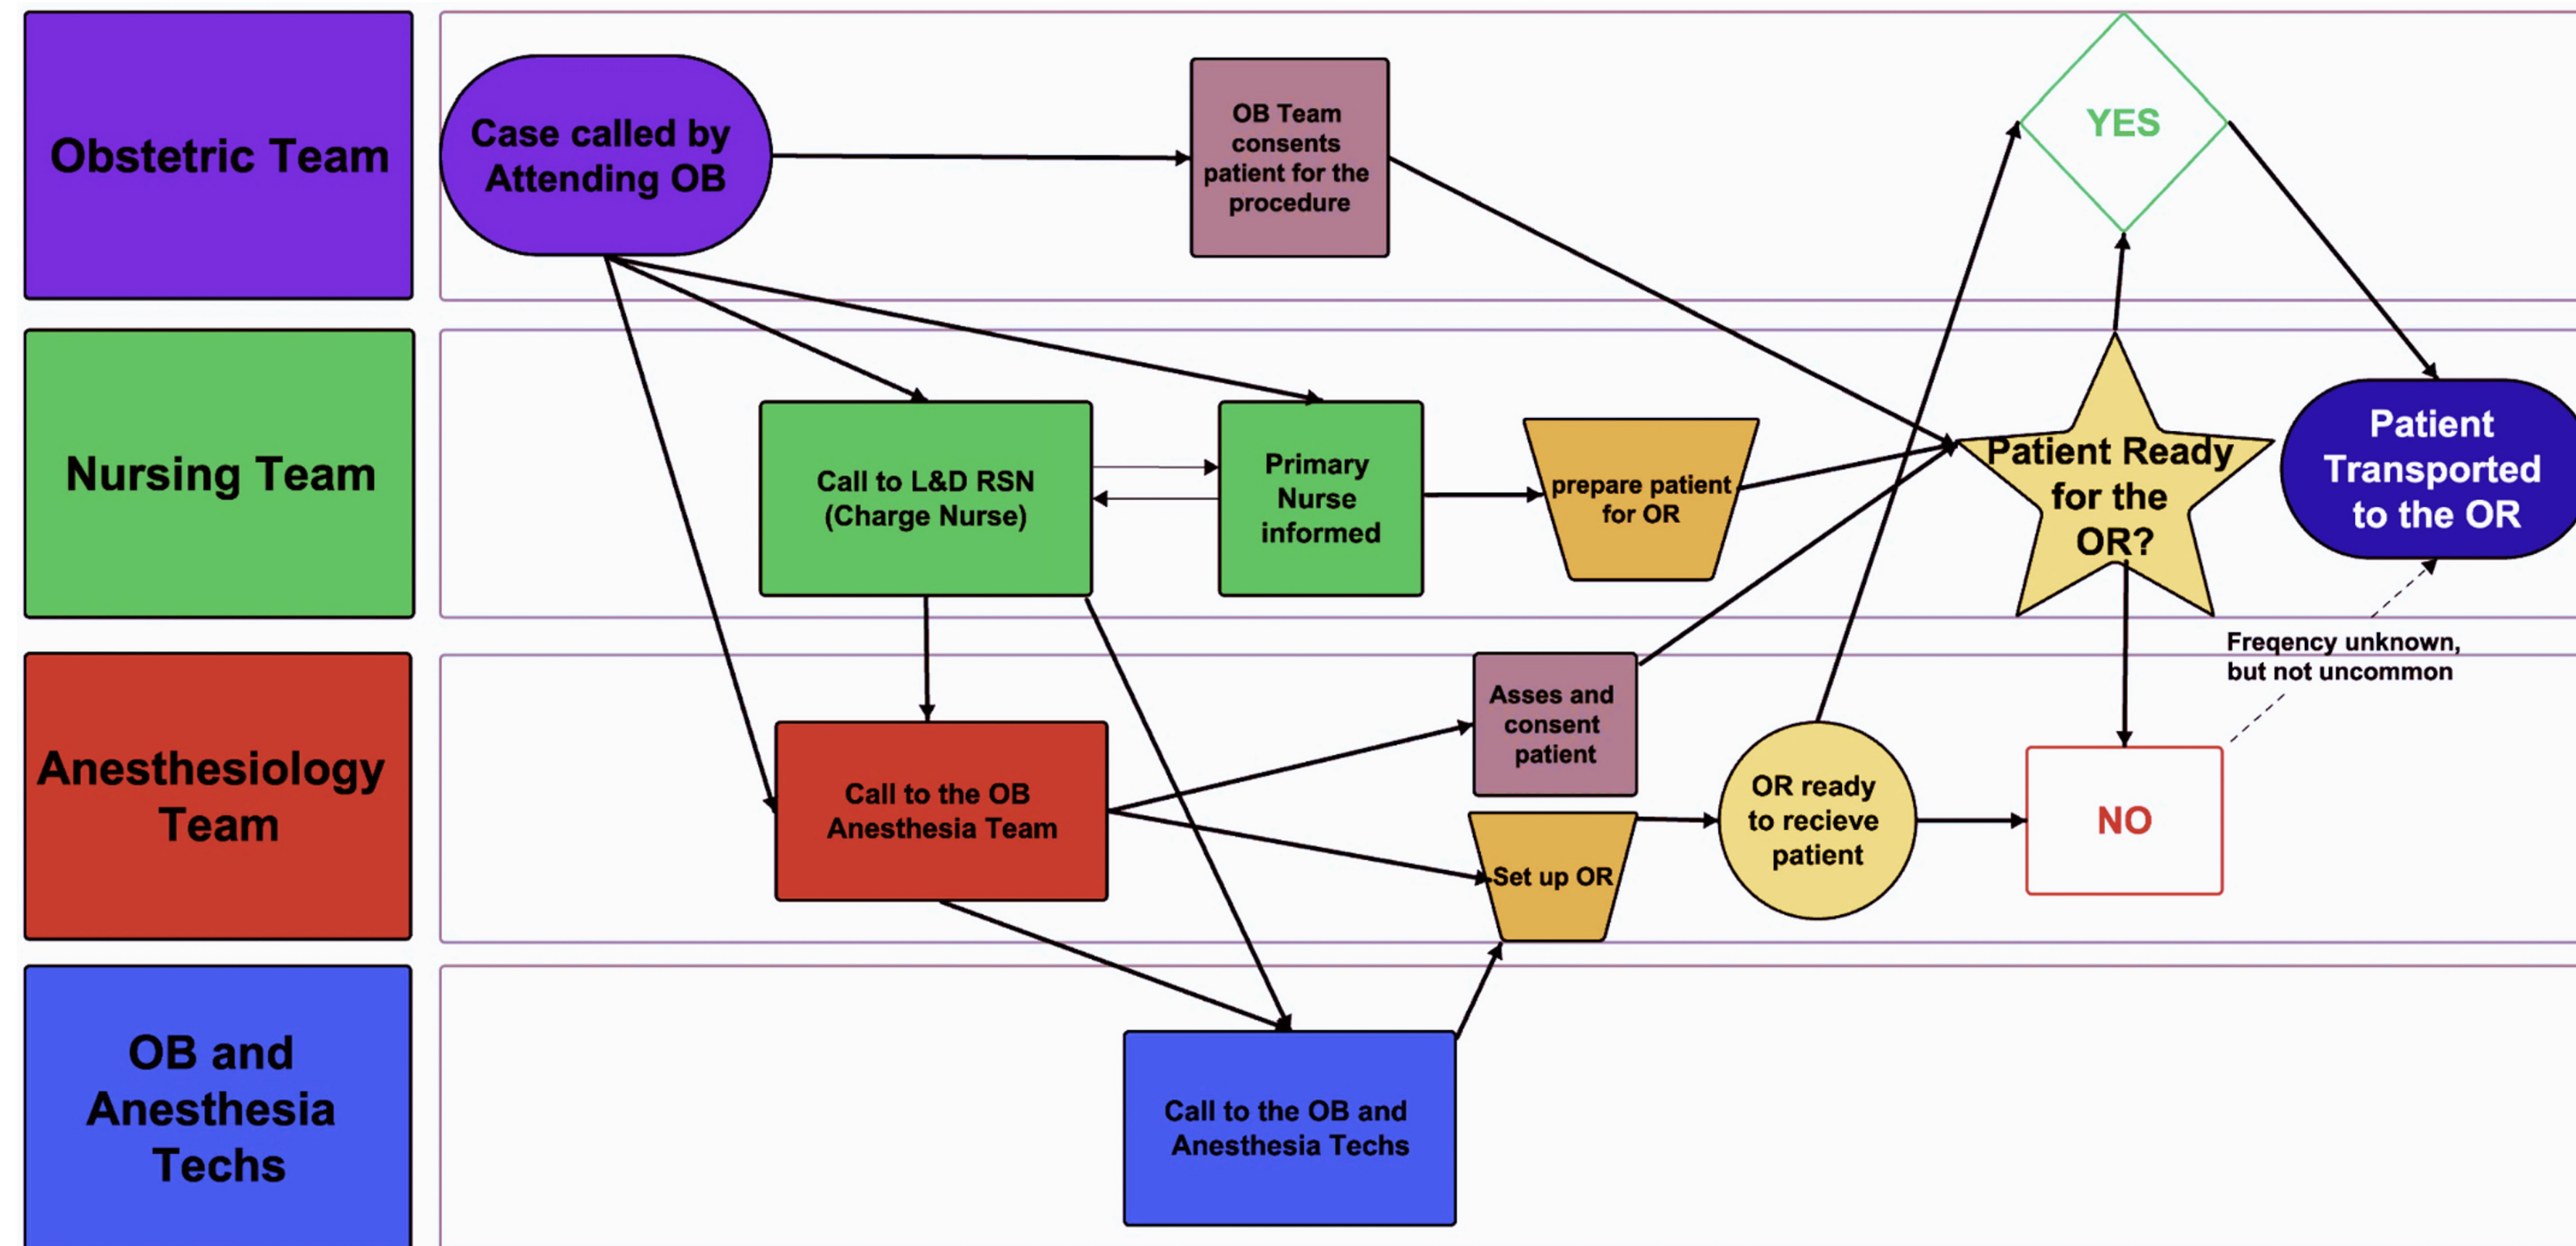 Obstetric Team
Case called by
Attending OB
OB Team
consents
patient for the
procedure
YES
Nursing Team
Call to L&D RSN
(Charge Nurse)
Primary
Nurse
informed
prepare patient
for OR
Patient Ready
for the
OR?
Patient
Transported
to the OR
Freqency unknown,
but not uncommon
Anesthesiology
Team
Call to the OB
Anesthesia Team
Asses and
consent
patient
Set up OR
OR ready
to recieve
patient
NO
OB and
Anesthesia
Techs
Call to the OB and
Anesthesia Techs